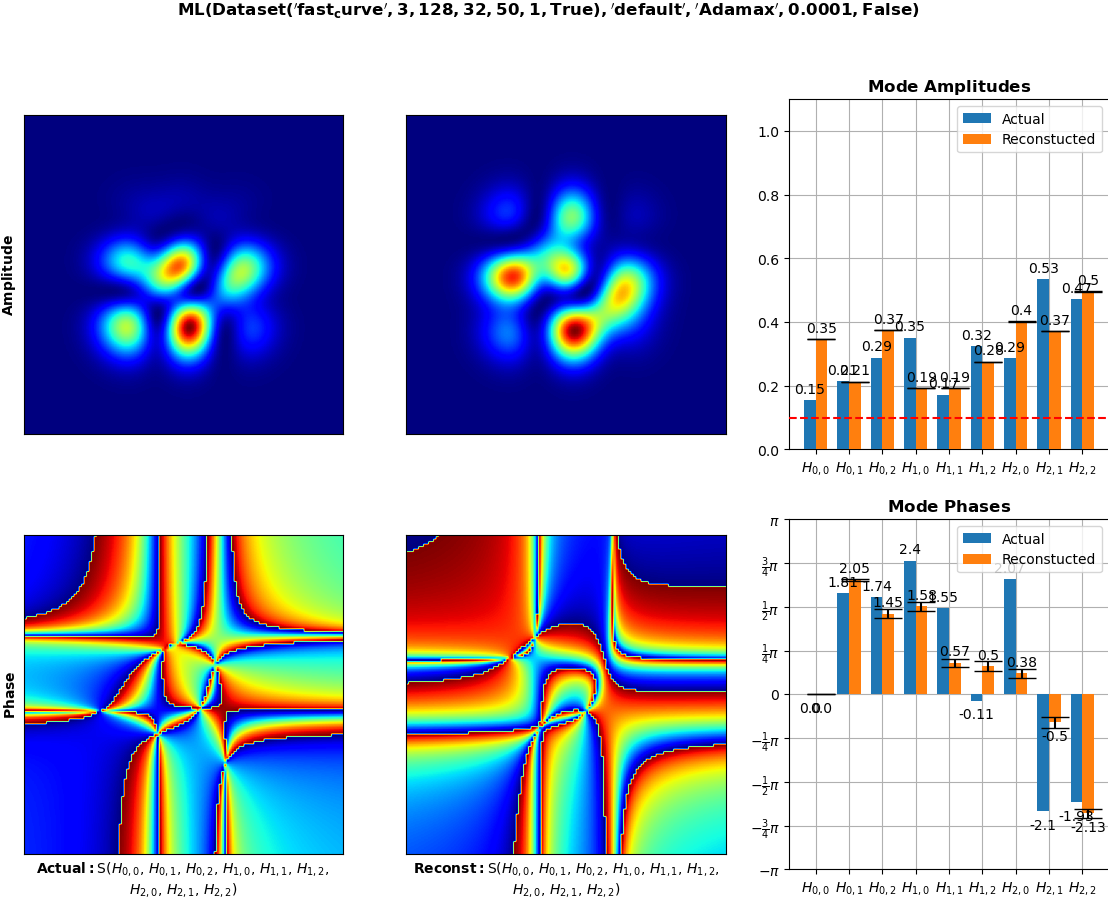 ML(Dataset('fast_curve', 3, 128, 32, 50, 1, True), 'default', 'Adamax', 0.0001, False)
Amplitude
Mode Amplitudes
Actual
Reconstucted
1.0
0.8
0.6
0.4
0.2
0.0
0.15
0.35
0.21
0.21
0.29
0.37
0.35
0.19
0.17
0.19
0.32
0.28
0.29
0.4
0.53
0.37
0.47
0.5
H0,0 H0,1 H0,2 H1,0 H1,1 H1,2 H2,0 H2,1 H2,2
Phase
Mode Phases
Actual
Reconstucted
π
3/4π
1/2π
1/4π
0
−1/4π
−1/2π
−3/4π
−π
0.0
0.0
1.81
2.05
1.74
1.45
2.4
1.58
1.55
0.57
-0.11
0.5
2.07
0.38
-2.1
-0.5
-1.93
-2.13
H0,0 H0,1 H0,2 H1,0 H1,1 H1,2 H2,0 H2,1 H2,2
Actual: S(H0,0, H0,1, H0,2, H1,0, H1,1, H1,2,
H2,0, H2,1, H2,2)
Reconst: S(H0,0, H0,1, H0,2, H1,0, H1,1, H1,2,
H2,0, H2,1, H2,2)